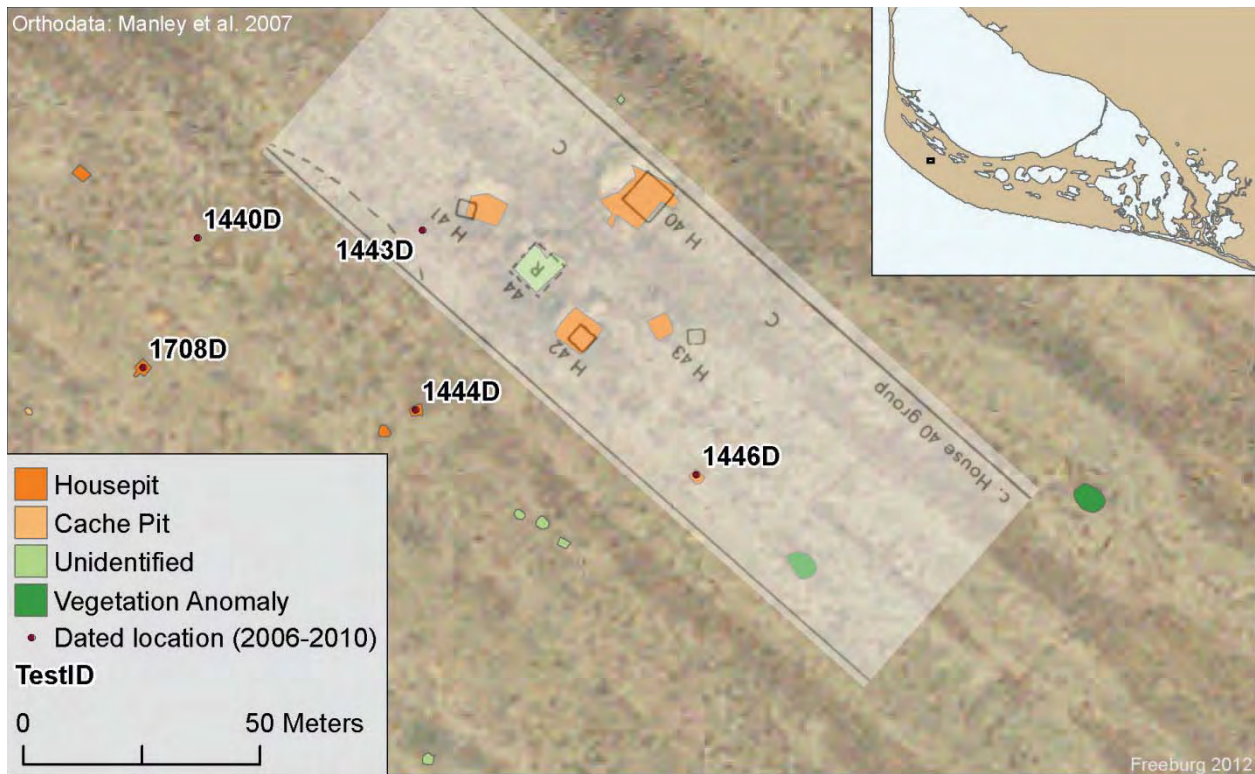 Orthodata: Manley et al. 2007
C
H 41
H 40
1440D
1443D
R
44
C
H 42
H 43
1708D
1444D
c. House 40 group
1446D
Housepit
Cache Pit
Unidentified
Vegetation Anomaly
Dated location (2006-2010)
TestID
0 50 Meters
Freeburg 2012